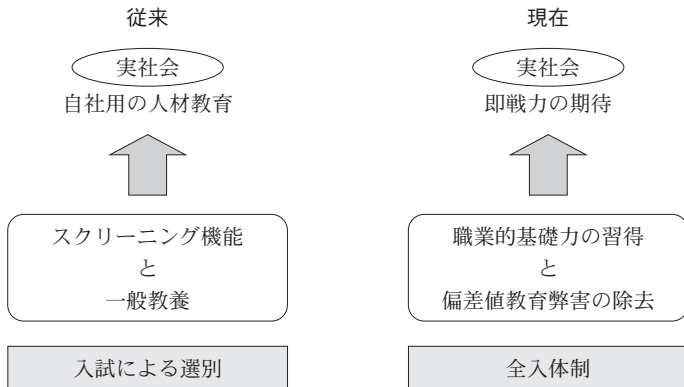 従来
実社会
自社用の人材教育
スクリーニング機能
と
一般教養
入試による選別
現在
実社会
即戦力の期待
職業的基礎力の習得
と
偏差値教育弊害の除去
全入体制